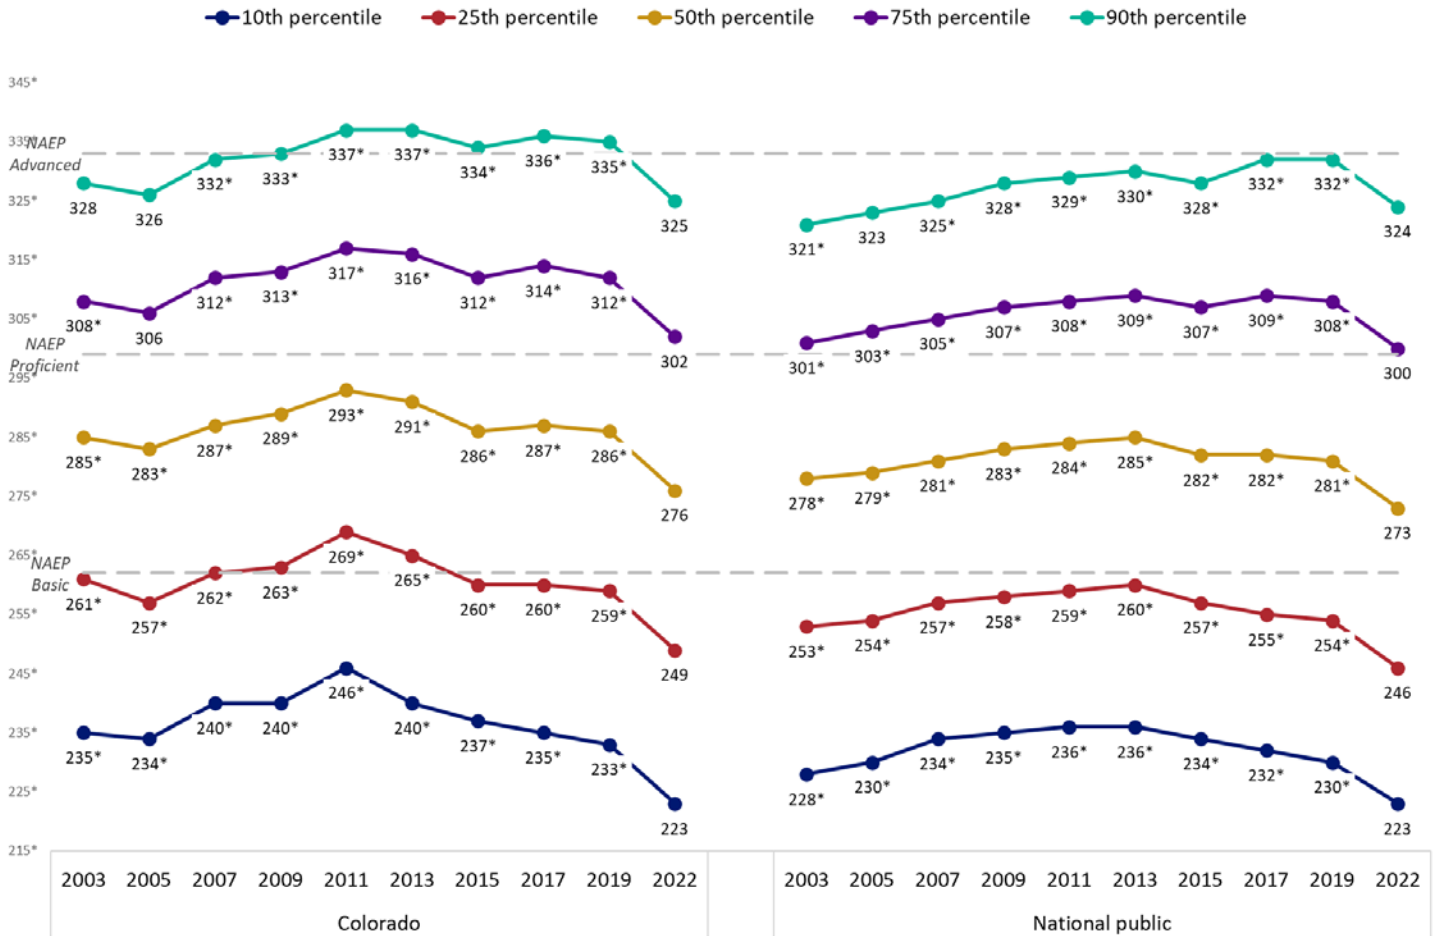 10th percentile 25th percentile 50th percentile 75th percentile 90th percentile
345*
335*
NAEP
Advanced
325*
315*
305*
NAEP
Proficient
295*
285*
275*
265*
NAEP
Basic
255*
245*
235*
225*
215*
328 326 332* 333* 337* 337* 334* 336* 335* 325
321* 323 325* 328* 329* 330* 328* 332* 332* 324
308* 306 312* 313* 317* 316* 312* 314* 312* 302
301* 303* 305* 307* 308* 309* 307* 309* 308* 300
285* 283* 287* 289* 293* 291* 286* 287* 286* 276
278* 279* 281* 283* 284* 285* 282* 282* 281* 273
261* 257* 262* 263* 269* 265* 260* 260* 259* 249
253* 254* 257* 258* 259* 260* 257* 255* 254* 246
235* 234* 240* 240* 246* 240* 237* 235* 233* 223
228* 230* 234* 235* 236* 236* 234* 232* 230* 223
2003 2005 2007 2009 2011 2013 2015 2017 2019 2022 2003 2005 2007 2009 2011 2013 2015 2017 2019 2022
Colorado National public